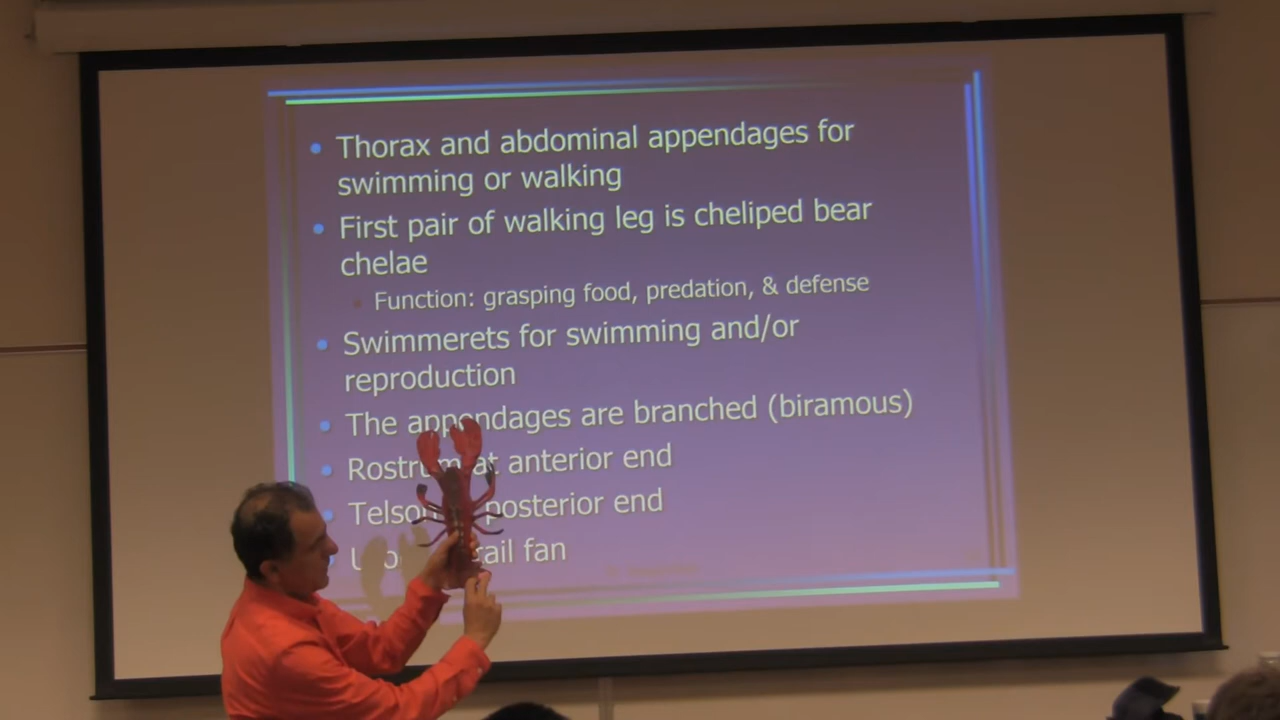 Thorax and abdominal appendages for
swimming or walking
First pair of walking leg is cheliped bear
chelae
Function: grasping food, predation, & defense
Swimmerets for swimming and/or
reproduction
The appendages are branched (biramous)
Rostrum at anterior end
Telson posterior end
tail fan